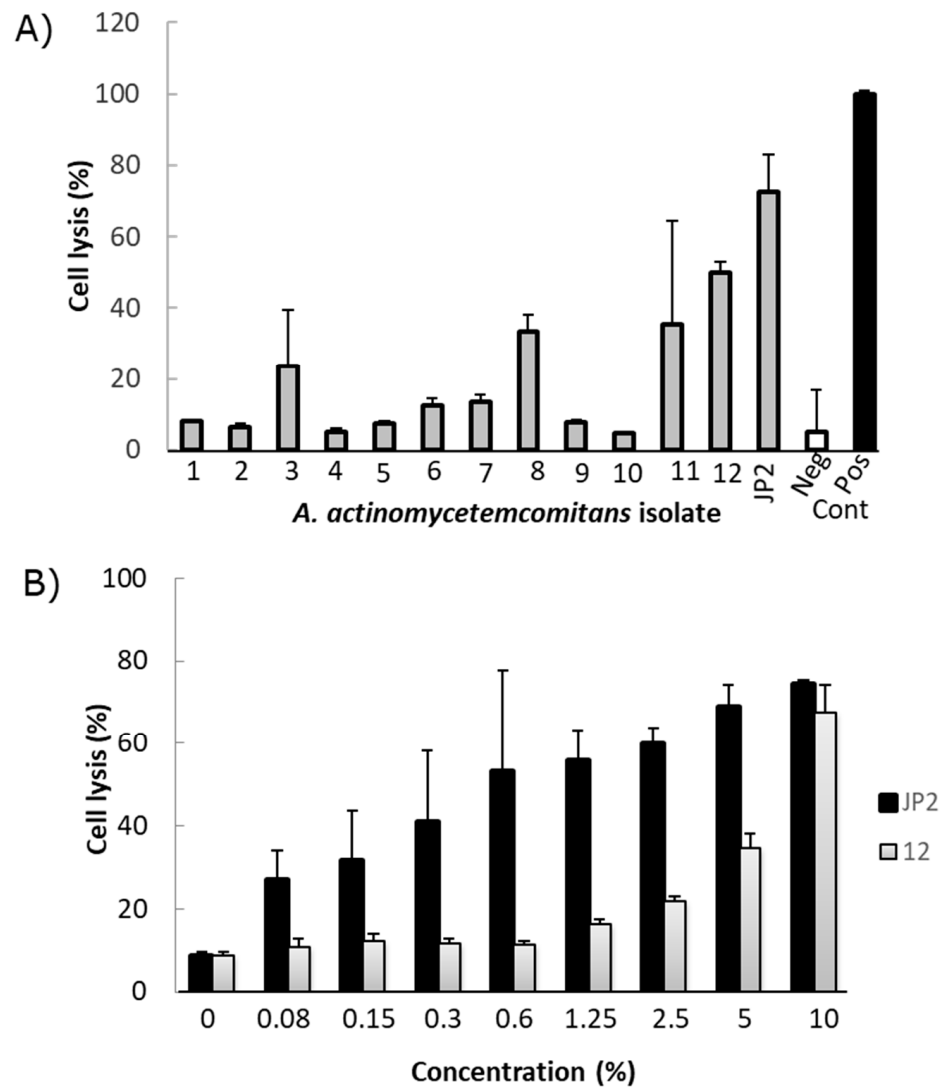 A)
Cell lysis (%)
120
100
80
60
40
20
0
1 2 3 4 5 6 7 8 9 10 11 12 JP2 Neg Pos
A. actinomycetemcomitans isolate Cont
B)
Cell lysis (%)
100
80
60
40
20
0
JP2
12
0 0.08 0.15 0.3 0.6 1.25 2.5 5 10
Concentration (%)